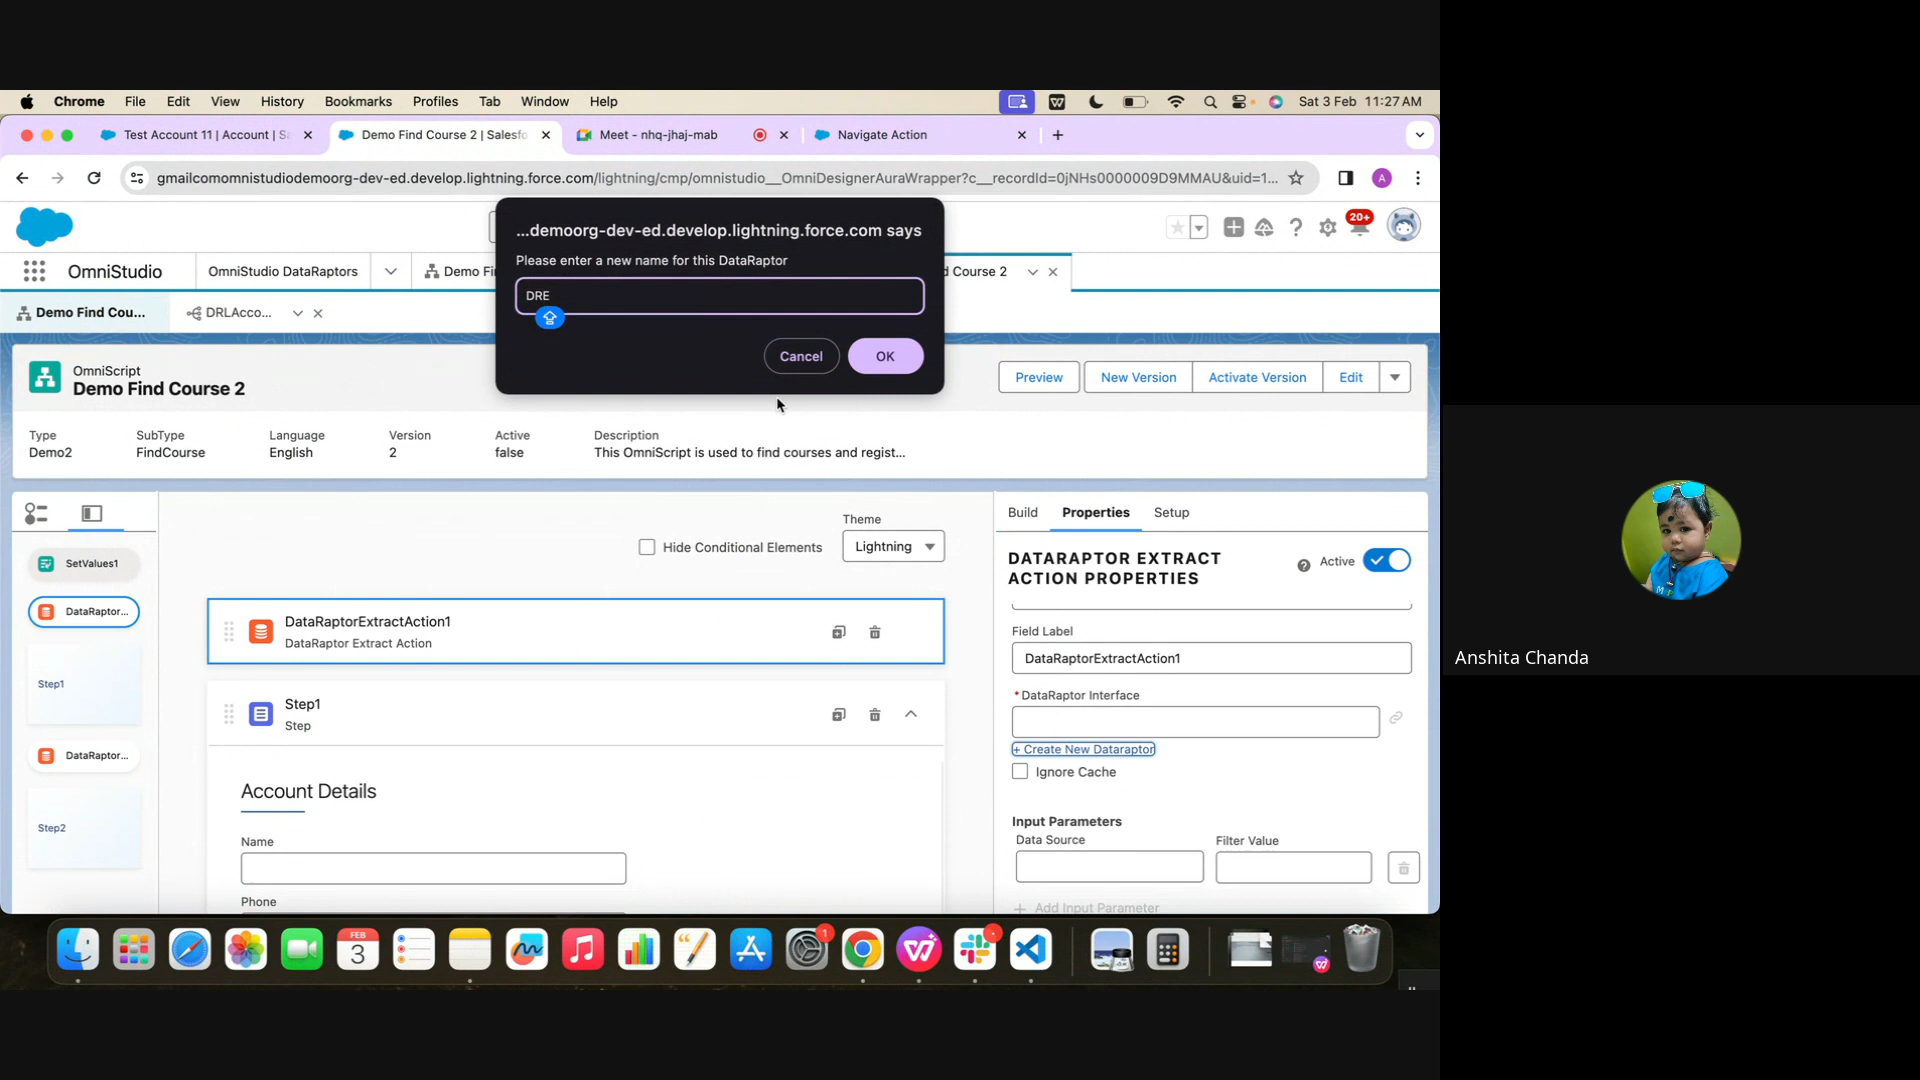 Chrome File Edit View History Bookmarks Profiles Tab Window Help Sat 3 Feb 11:27 AM
Test Account 11 | Account | S
Demo Find Course 2 | Salesfo
Meet - nhq-jhaj-mab
Navigate Action
gmailcomomnistudiodemoorg-dev-ed.develop.lightning.force.com/lightning/cmp/omnistudio__OmniDesignerAuraWrapper?c__recordId=0jNHs0000009D9MMAU&uid=1...
A
...demoorg-dev-ed.develop.lightning.force.com says
Please enter a new name for this DataRaptor
DRE
Cancel OK
20+
OmniStudio OmniStudio DataRaptors Demo Fi d Course 2
Demo Find Cou... DRLAcco...
OmniScript
Demo Find Course 2
Preview New Version Activate Version Edit
Type SubType Language Version Active Description
Demo2 FindCourse English 2 false This OmniScript is used to find courses and regist...
SetValues1
DataRaptor...
Step1
DataRaptor...
Step2
Hide Conditional Elements
Theme
Lightning
DataRaptorExtractAction1
DataRaptor Extract Action
Step1
Step
Account Details
Name
Phone
Build Properties Setup
DATARAPTOR EXTRACT
ACTION PROPERTIES
Active
Field Label
DataRaptorExtractAction1
* DataRaptor Interface
+ Create New Dataraptor
Ignore Cache
Input Parameters
Data Source Filter Value
+ Add Input Parameter
FEB
3
1
Anshita Chanda